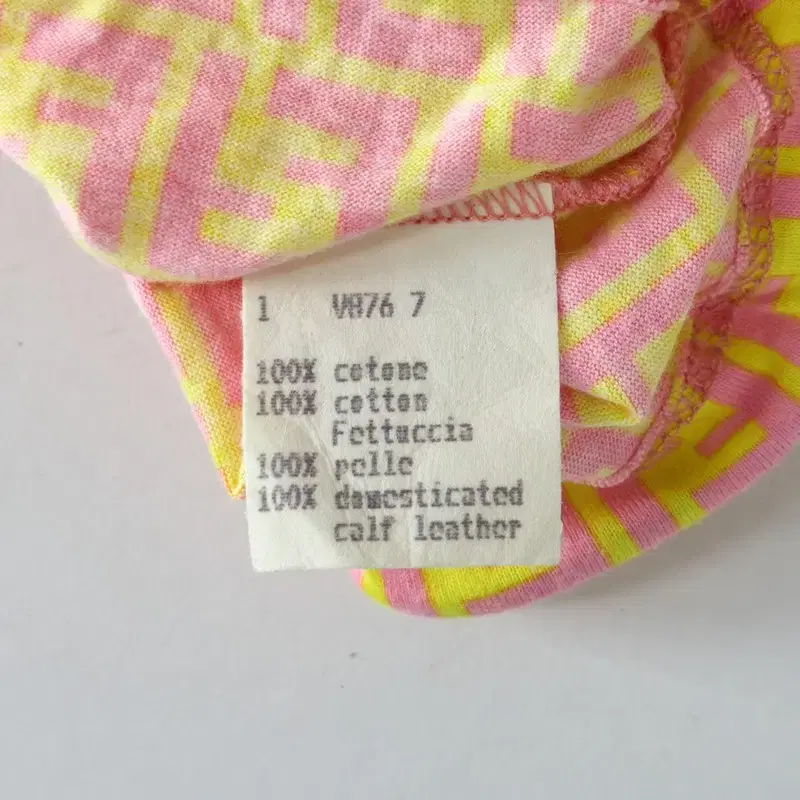 1 V876 7
100% cotone
100% cotton
Fettuccia
100% pelle
100% domesticated
calf leather